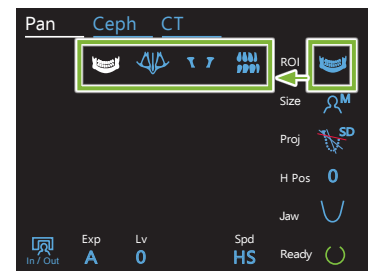 Pan Ceph CT
ROI
Size M
Proj SD
H Pos 0
Jaw
Exp Lv Spd
In / Out A 0 HS Ready